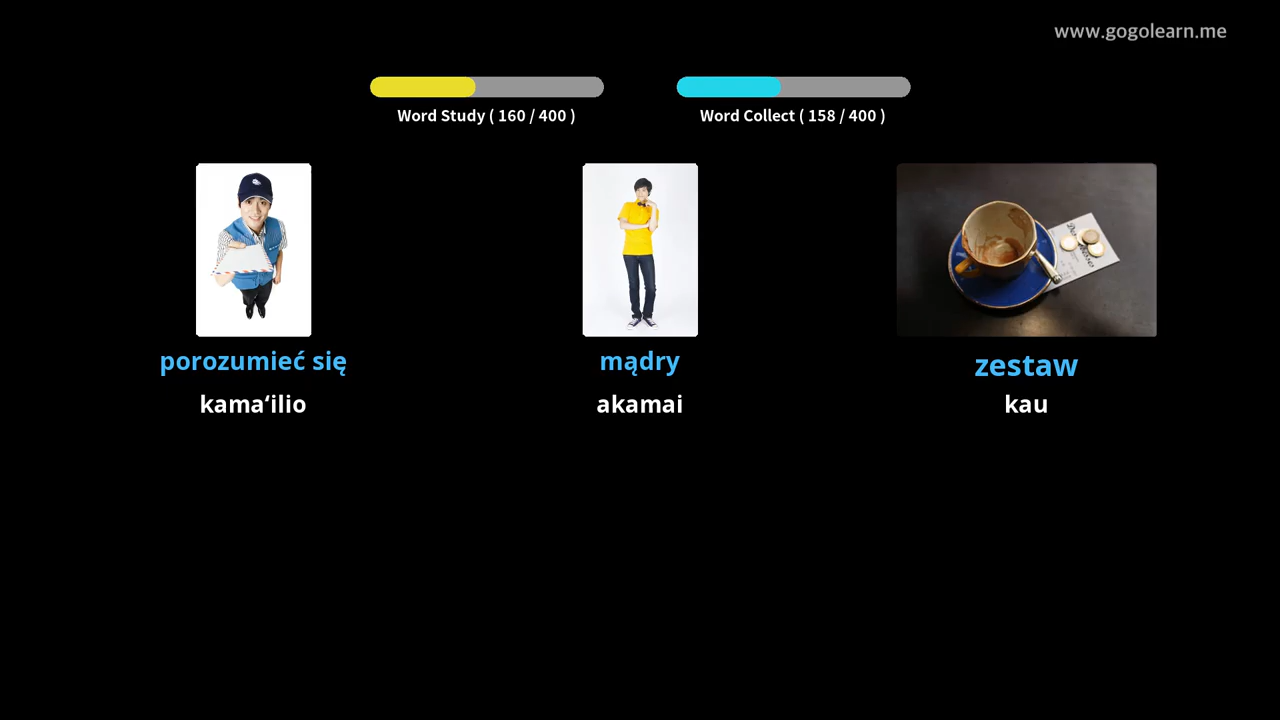 www.gogolearn.me
Word Study ( 160 / 400 )
Word Collect ( 158 / 400 )
porozumieć się
mądry
zestaw
kamaʻilio
akamai
kau